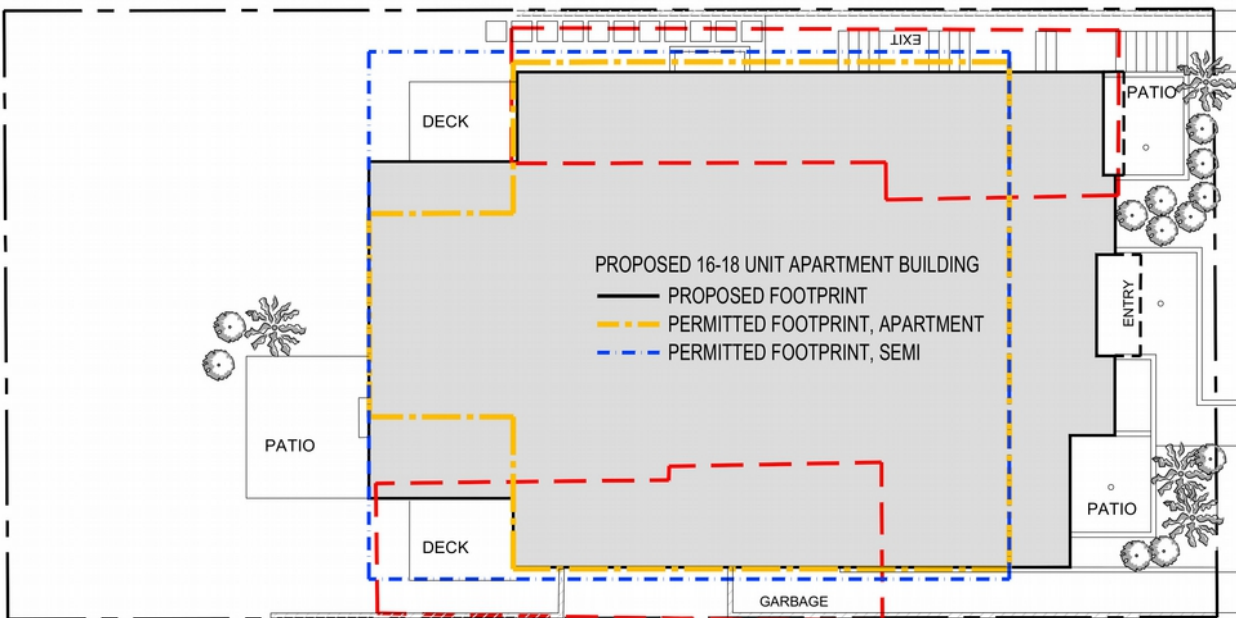 EXIT
PATIO
DECK
PROPOSED 16-18 UNIT APARTMENT BUILDING
PROPOSED FOOTPRINT
PERMITTED FOOTPRINT, APARTMENT
PERMITTED FOOTPRINT, SEMI
ENTRY
PATIO
PATIO
DECK
GARBAGE